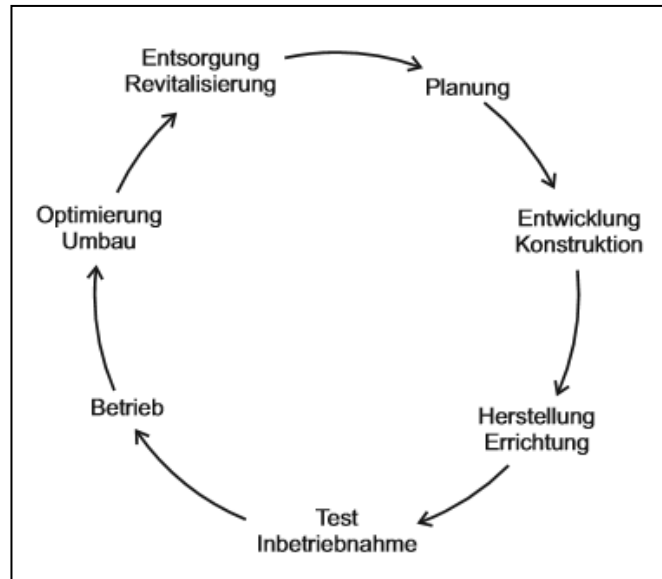 Entsorgung
Revitalisierung
Planung
Entwicklung
Konstruktion
Herstellung
Errichtung
Test
Inbetriebnahme
Betrieb
Optimierung
Umbau